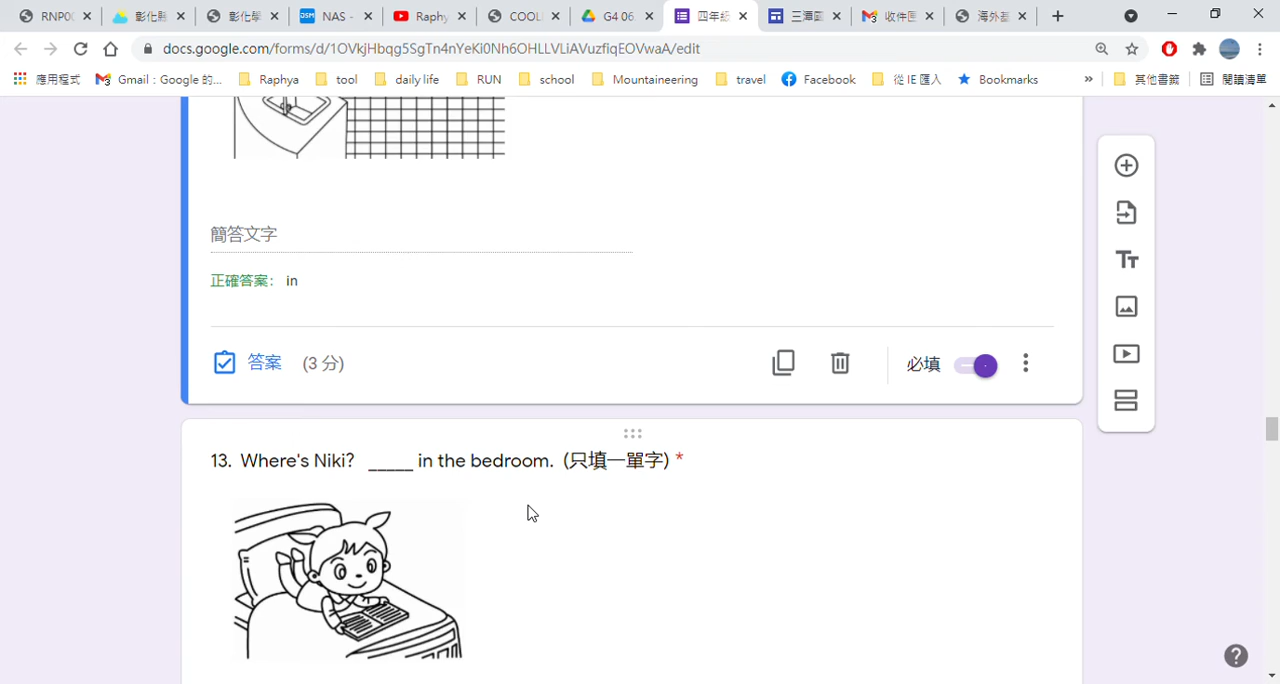 RNP0
彰化縣
彰化學
NAS -
Raphy
COOL
G4 06
四年級
三潭國
收件匣
海外
docs.google.com/forms/d/1OVkjHbqg5SgTn4nYeKi0Nh6OHLLVLiAVuzfiqEOVwaA/edit
應用程式
Gmail：Google 的...
Raphya
tool
daily life
RUN
school
Mountaineering
travel
Facebook
從 IE 匯入
Bookmarks
»
其他書籤
閱讀清單
簡答文字
正確答案： in
答案 (3 分)
必填
13. Where's Niki? _____ in the bedroom. (只填一單字) *